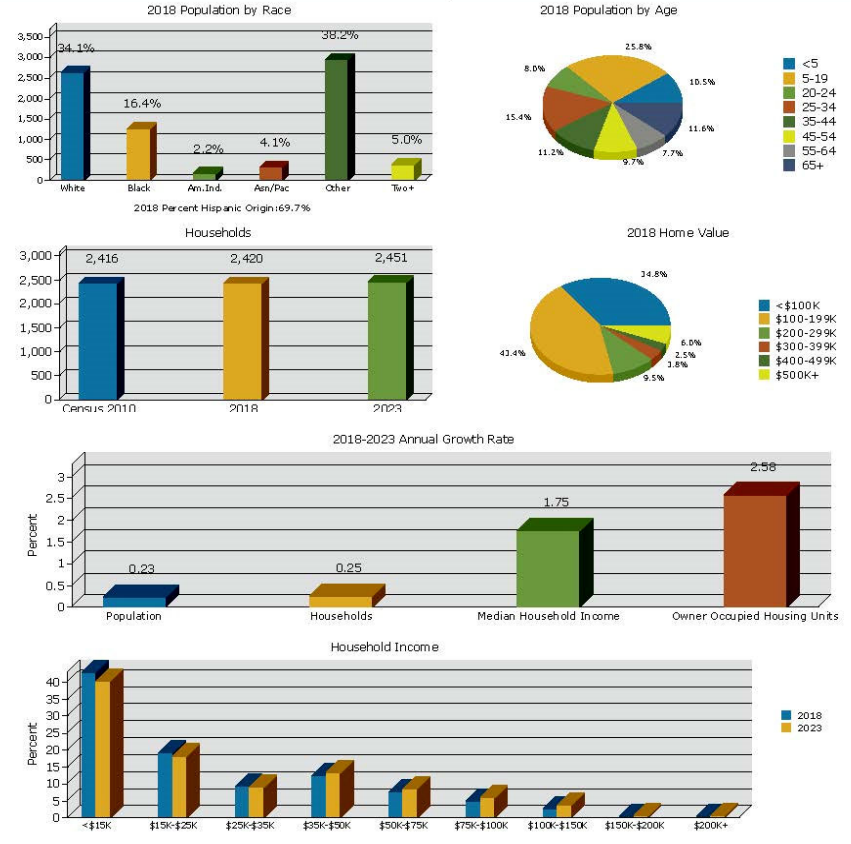 2018 Population by Race
3,500
3,000
2,500
2,000
1,500
1,000
500
0
34.1%
16.4%
2.2%
4.1%
38.2%
5.0%
White Black Am.Ind. Asn/Pac Other Two+
2018 Percent Hispanic Origin:69.7%
2018 Population by Age
25.8%
8.0%
10.5%
15.4%
11.6%
11.2%
7.7%
9.7%
<5
5-19
20-24
25-34
35-44
45-54
55-64
65+
Households
3,000
2,500
2,000
1,500
1,000
500
0
2,416 2,420 2,451
Census 2010 2018 2023
2018 Home Value
34.8%
43.4%
6.0%
2.5%
3.8%
9.5%
<$100K
$100-199K
$200-299K
$300-399K
$400-499K
$500K+
2018-2023 Annual Growth Rate
Percent
3
2.5
2
1.5
1
0.5
0
0.23 0.25 1.75 2.58
Population Households Median Household Income Owner Occupied Housing Units
Household Income
Percent
40
35
30
25
20
15
10
5
0
<$15K $15K-$25K $25K-$35K $35K-$50K $50K-$75K $75K-$100K $100K-$150K $150K-$200K $200K+
2018
2023